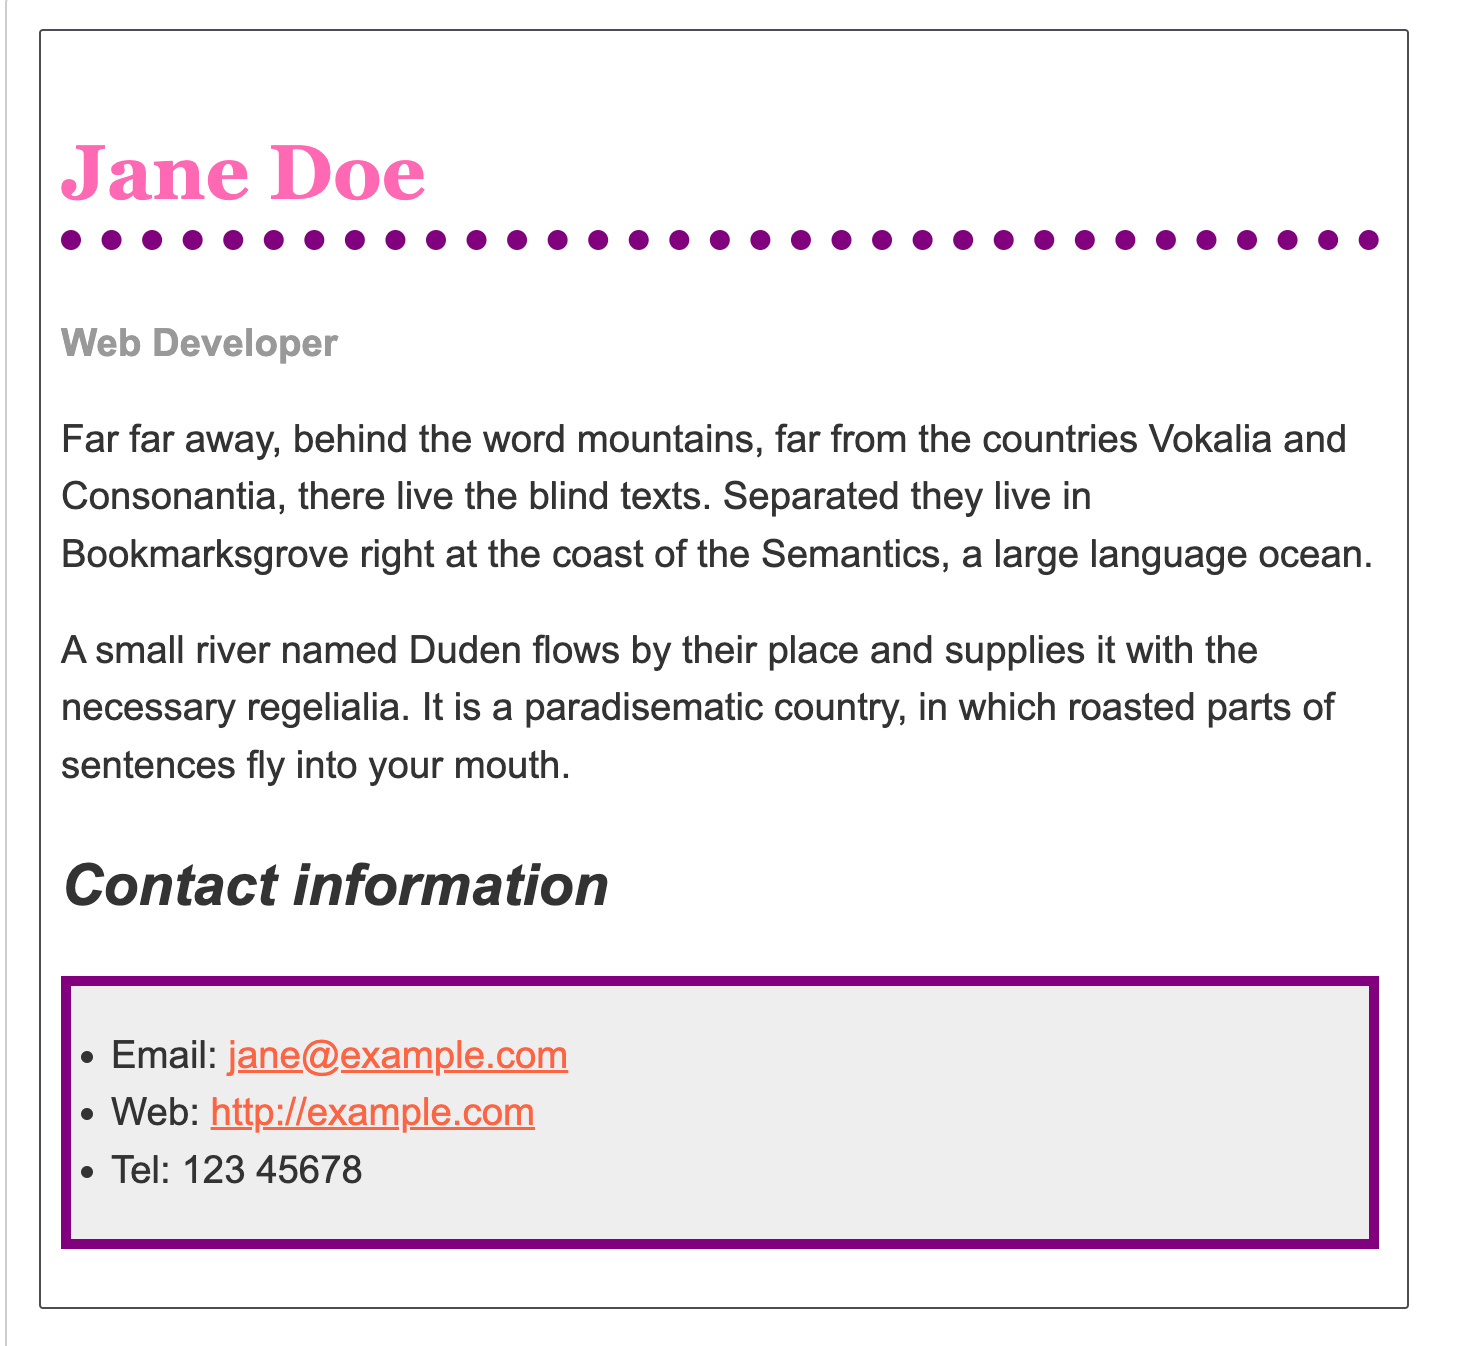 Jane Doe
Web Developer
Far far away, behind the word mountains, far from the countries Vokalia and
Consonantia, there live the blind texts. Separated they live in
Bookmarksgrove right at the coast of the Semantics, a large language ocean.
A small river named Duden flows by their place and supplies it with the
necessary regelialia. It is a paradisematic country, in which roasted parts of
sentences fly into your mouth.
Contact information
• Email: jane@example.com
• Web: http://example.com
• Tel: 123 45678